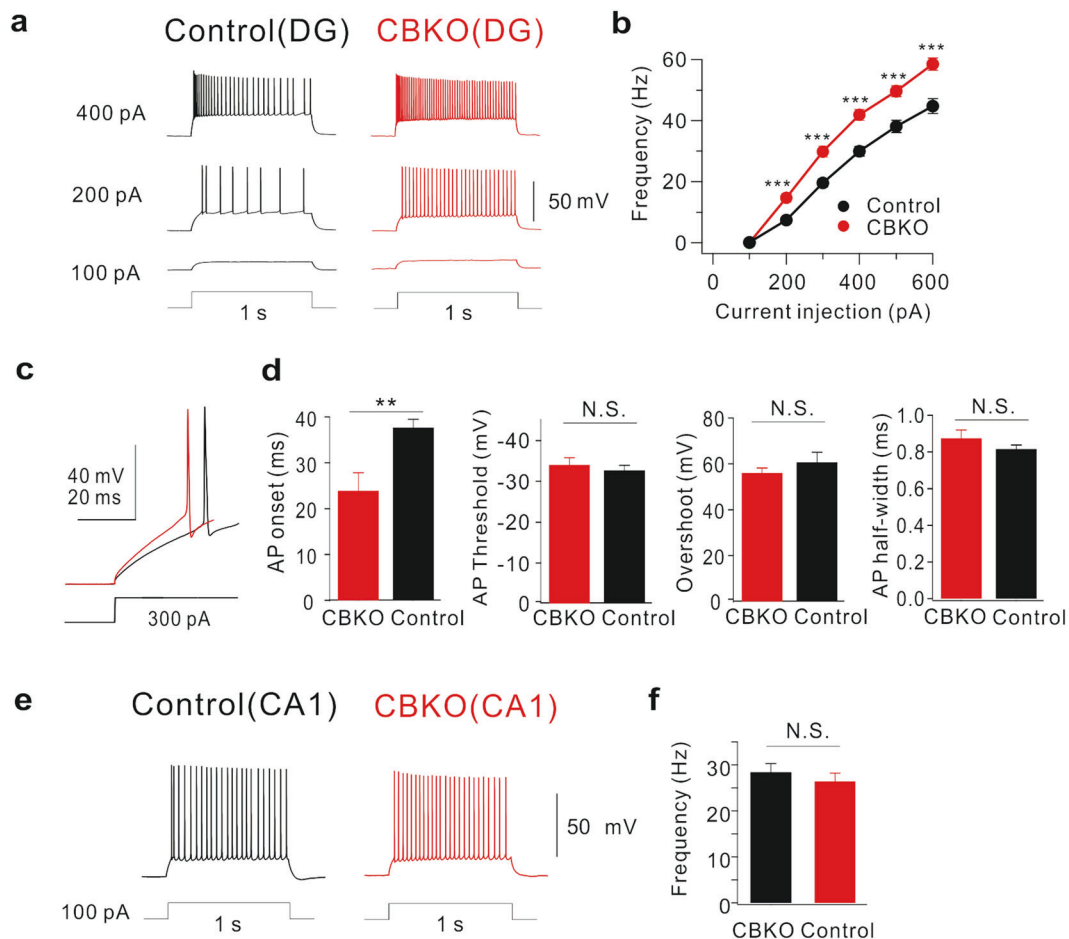 a
Control(DG) CBKO(DG)
400 pA
200 pA
50 mV
100 pA
1 s 1 s
b
Frequency (Hz)
60
40
20
0
*** *** *** *** ***
Control
CBKO
0 200 400 600
Current injection (pA)
c
40 mV
20 ms
300 pA
d
AP onset (ms)
40
30
20
10
0
**
CBKO Control
AP Threshold (mV)
-40
-30
-20
-10
0
N.S.
CBKO Control
Overshoot (mV)
80
60
40
20
0
N.S.
CBKO Control
AP half-width (ms)
1.0
0.8
0.6
0.4
0.2
0.0
N.S.
CBKO Control
e
Control(CA1) CBKO(CA1)
50 mV
100 pA
1 s 1 s
f
Frequency (Hz)
30
20
0
N.S.
CBKO Control